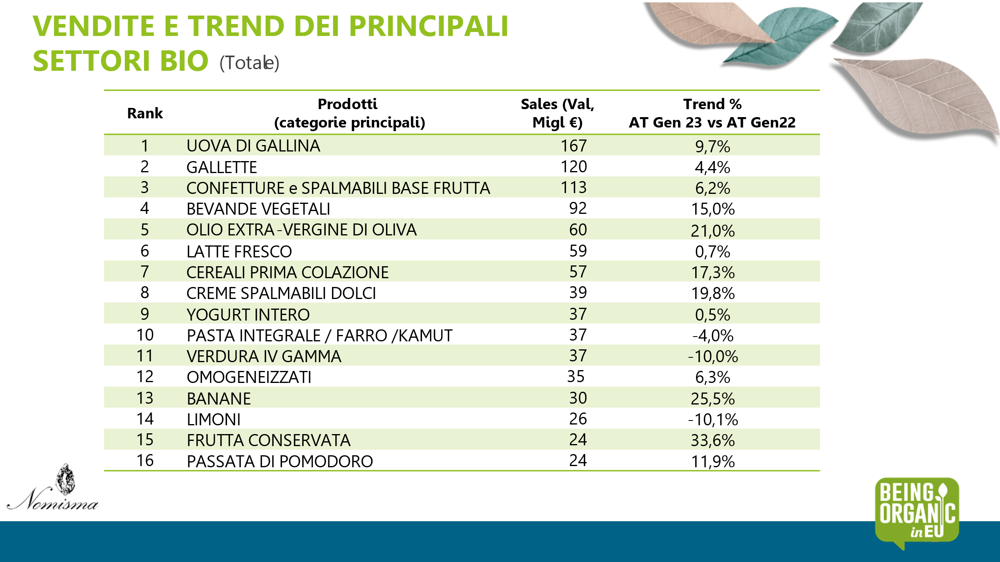 VENDITE E TREND DEI PRINCIPALI
SETTORI BIO (Totale)
Rank Prodotti (categorie principali) Sales (Val, Migl €) Trend % AT Gen 23 vs AT Gen22
1 UOVA DI GALLINA 167 9,7%
2 GALLETTE 120 4,4%
3 CONFETTURE e SPALMABILI BASE FRUTTA 113 6,2%
4 BEVANDE VEGETALI 92 15,0%
5 OLIO EXTRA-VERGINE DI OLIVA 60 21,0%
6 LATTE FRESCO 59 0,7%
7 CEREALI PRIMA COLAZIONE 57 17,3%
8 CREME SPALMABILI DOLCI 39 19,8%
9 YOGURT INTERO 37 0,5%
10 PASTA INTEGRALE / FARRO /KAMUT 37 -4,0%
11 VERDURA IV GAMMA 37 -10,0%
12 OMOGENEIZZATI 35 6,3%
13 BANANE 30 25,5%
14 LIMONI 26 -10,1%
15 FRUTTA CONSERVATA 24 33,6%
16 PASSATA DI POMODORO 24 11,9%
Nomisma
BEING
ORGANIC
in EU